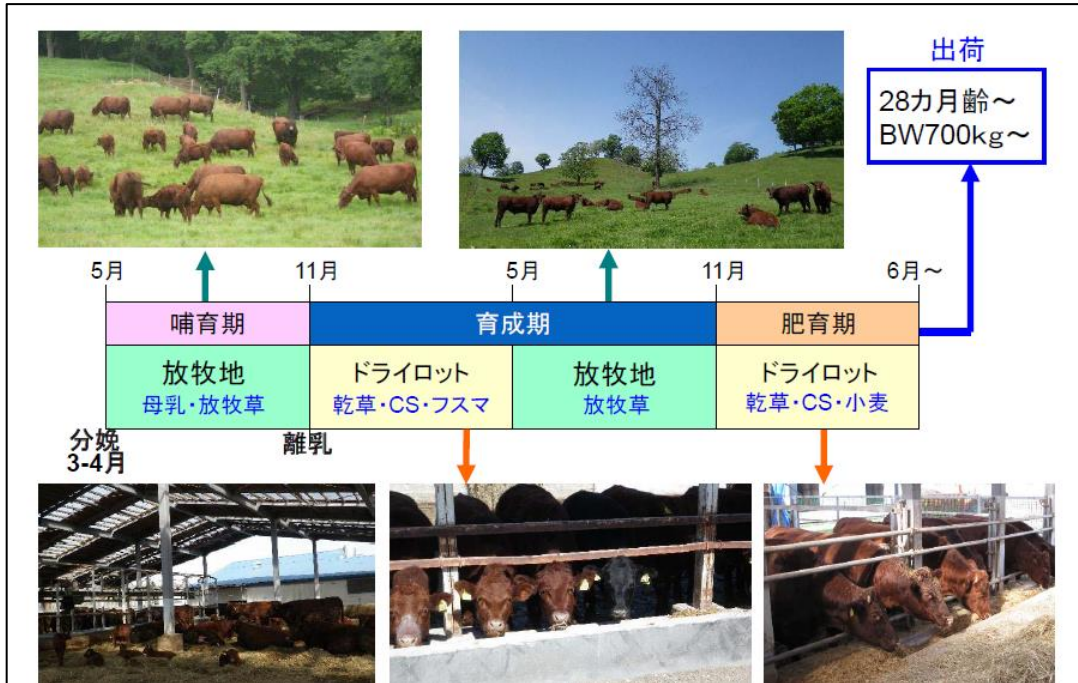 出荷
28カ月齢～
BW700kg～
5月
11月
5月
11月
6月～
哺育期
育成期
肥育期
放牧地
母乳・放牧草
ドライロット
乾草・CS・フスマ
放牧地
放牧草
ドライロット
乾草・CS・小麦
分娩
3-4月
離乳